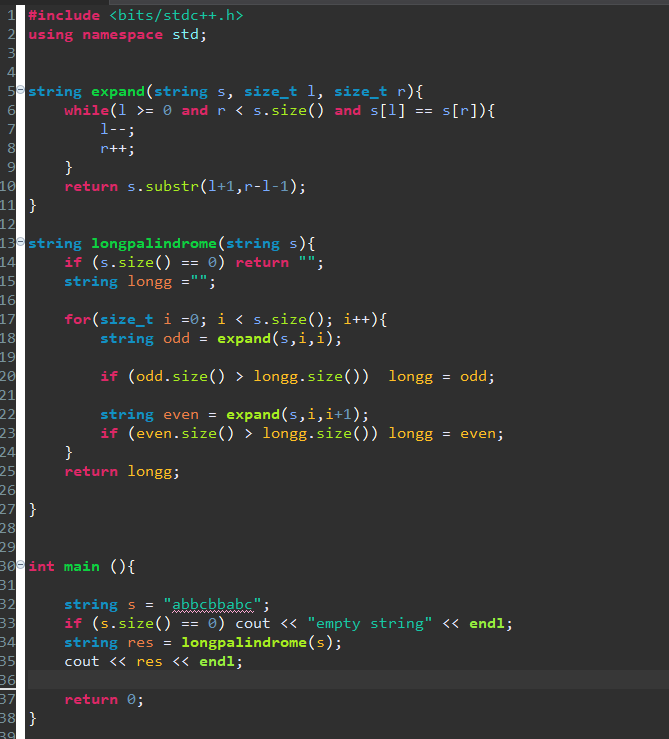 1 #include <bits/stdc++.h>
2 using namespace std;
3
4
5 string expand(string s, size_t l, size_t r){
6     while(l >= 0 and r < s.size() and s[l] == s[r]){
7         l--;
8         r++;
9     }
10     return s.substr(l+1,r-l-1);
11 }
12
13 string longpalindrome(string s){
14     if (s.size() == 0) return "";
15     string longg ="";
16
17     for(size_t i =0; i < s.size(); i++){
18         string odd = expand(s,i,i);
19
20         if (odd.size() > longg.size())  longg = odd;
21
22         string even = expand(s,i,i+1);
23         if (even.size() > longg.size()) longg = even;
24     }
25     return longg;
26
27 }
28
29
30 int main (){
31
32     string s = "abbcbbabc";
33     if (s.size() == 0) cout << "empty string" << endl;
34     string res = longpalindrome(s);
35     cout << res << endl;
36
37     return 0;
38 }
39